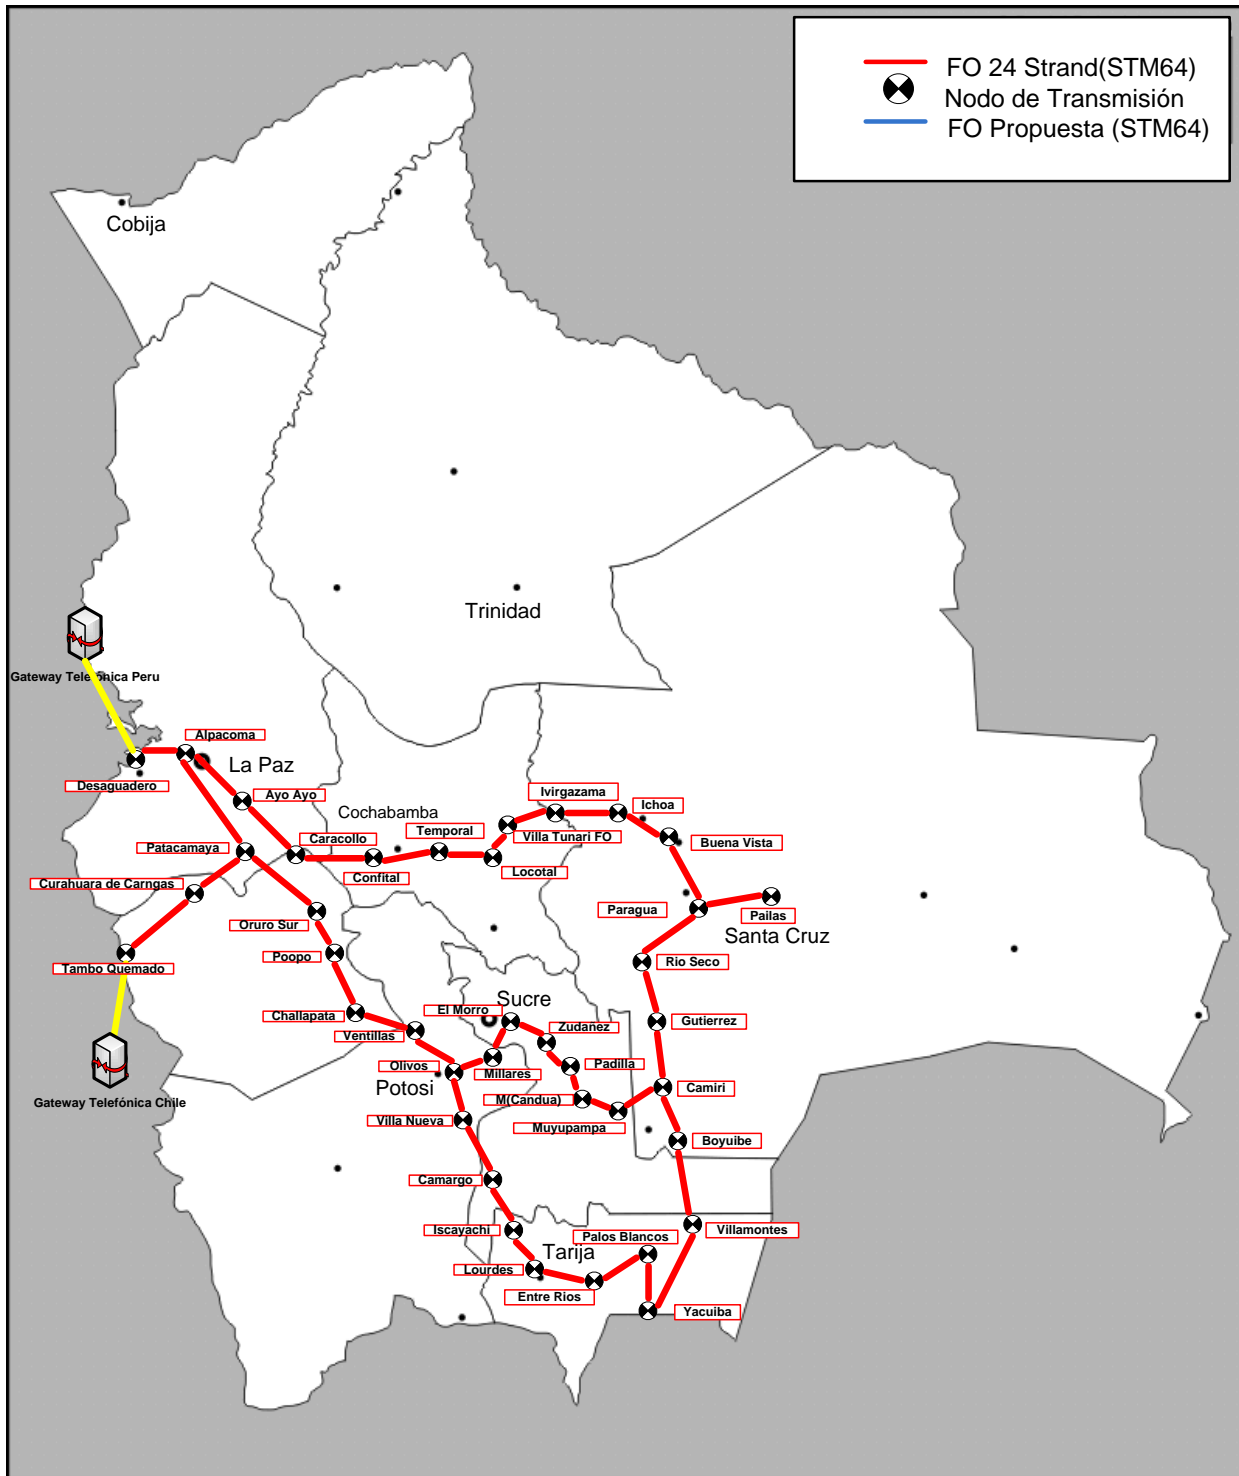 FO 24 Strand(STM64)
Nodo de Transmisión
FO Propuesta (STM64)
Cobija
Trinidad
Gateway Telefónica Peru
Alpacoma
La Paz
Desaguadero
Ayo Ayo
Ivirgazama
Ichoa
Cochabamba
Temporal
Villa Tunari FO
Caracollo
Buena Vista
Patacamaya
Confital
Locotal
Curahuara de Carngas
Paragua
Pailas
Oruro Sur
Santa Cruz
Poopo
Rio Seco
Tambo Quemado
Sucre
El Morro
Challapata
Gutierrez
Zudañez
Ventillas
Olivos
Millares
Padilla
Potosi
Camiri
Gateway Telefónica Chile
M(Candua)
Villa Nueva
Muyupampa
Boyuibe
Camargo
Iscayachi
Palos Blancos
Villamontes
Tarija
Lourdes
Entre Rios
Yacuiba